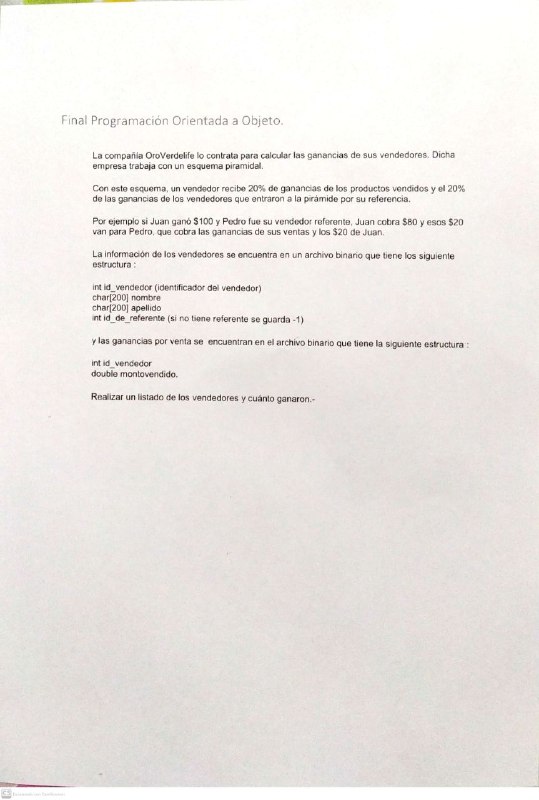 Final Programación Orientada a Objeto.
La compañía OroVerdelife lo contrata para calcular las ganancias de sus vendedores. Dicha
empresa trabaja con un esquema piramidal.
Con este esquema, un vendedor recibe 20% de ganancias de los productos vendidos y el 20%
de las ganancias de los vendedores que entraron a la pirámide por su referencia.
Por ejemplo si Juan ganó $100 y Pedro fue su vendedor referente, Juan cobra $80 y esos $20
van para Pedro, que cobra las ganancias de sus ventas y los $20 de Juan.
La información de los vendedores se encuentra en un archivo binario que tiene los siguiente
estructura :
int id_vendedor (identificador del vendedor)
char[200] nombre
char[200] apellido
int id_de_referente (si no tiene referente se guarda -1)
y las ganancias por venta se encuentran en el archivo binario que tiene la siguiente estructura :
int id_vendedor
double montovendido.
Realizar un listado de los vendedores y cuánto ganaron.-